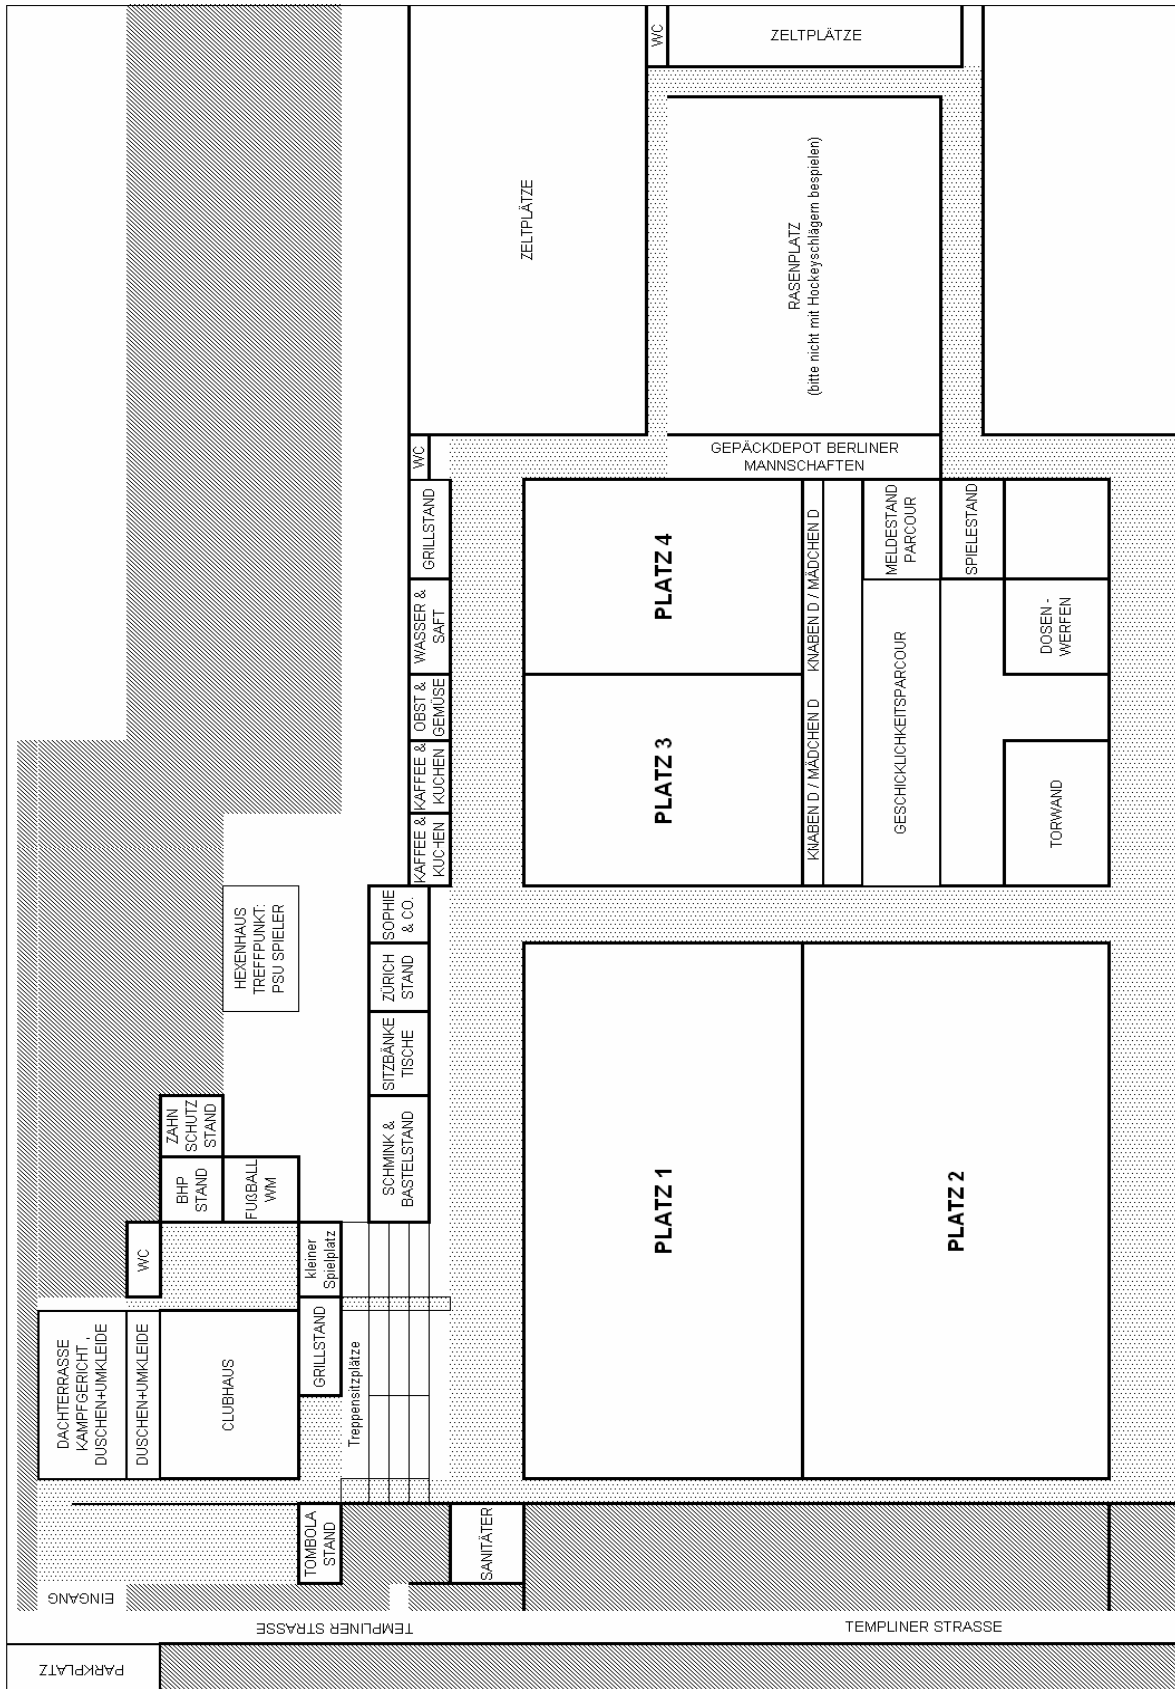 WC
ZELTPLÄTZE
ZELTPLÄTZE
RASENPLATZ
(bitte nicht mit Hockeyschlägern bespielen)
WC
GEPÄCKDEPOT BERLINER
MANNSCHAFTEN
GRILLSTAND
PLATZ 4
KNABEN D / MÄDCHEN D
MELDESTAND
PARCOUR
SPIELESTAND
WASSER &
SAFT
DOSEN -
WERFEN
OBST &
GEMÜSE
KAFFEE &
KUCHEN
KAFFEE &
KUCHEN
PLATZ 3
KNABEN D / MÄDCHEN D
GESCHICKLICHKEITSPARCOUR
TORWAND
HEXENHAUS
TREFFPUNKT:
PSU SPIELER
SOPHIE
& CO.
ZÜRICH
STAND
SITZBÄNKE
TISCHE
SCHMINK &
BASTELSTAND
ZAHN
SCHUTZ
STAND
BHP
STAND
FUßBALL
WM
PLATZ 1
PLATZ 2
WC
kleiner
Spielplatz
DACHTERRASSE
KAMPFGERICHT ,
DUSCHEN+UMKLEIDE
DUSCHEN+UMKLEIDE
CLUBHAUS
GRILLSTAND
Treppensitzplätze
TOMBOLA
STAND
SANITÄTER
EINGANG
TEMPLINER STRASSE
TEMPLINER STRASSE
PARKPLATZ